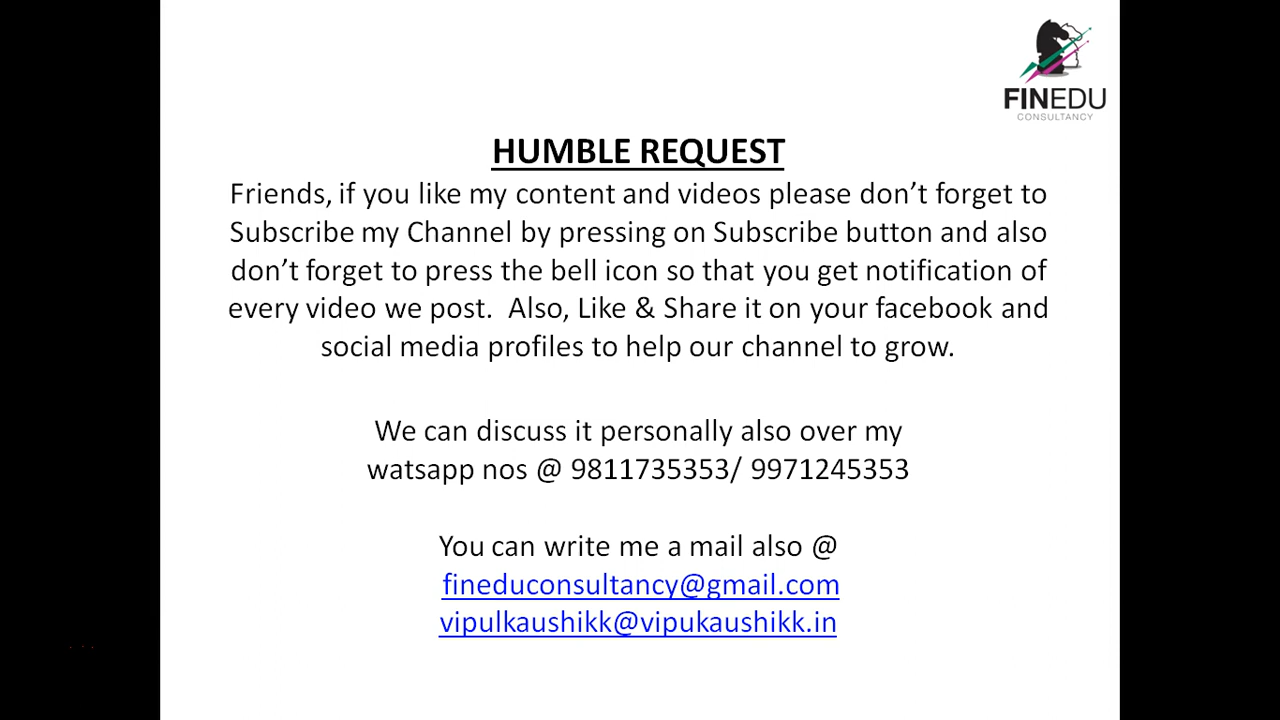 FINEDU
CONSULTANCY
HUMBLE REQUEST
Friends, if you like my content and videos please don’t forget to
Subscribe my Channel by pressing on Subscribe button and also
don’t forget to press the bell icon so that you get notification of
every video we post.  Also, Like & Share it on your facebook and
social media profiles to help our channel to grow.
We can discuss it personally also over my
watsapp nos @ 9811735353/ 9971245353
You can write me a mail also @
fineduconsultancy@gmail.com
vipulkaushikk@vipukaushikk.in